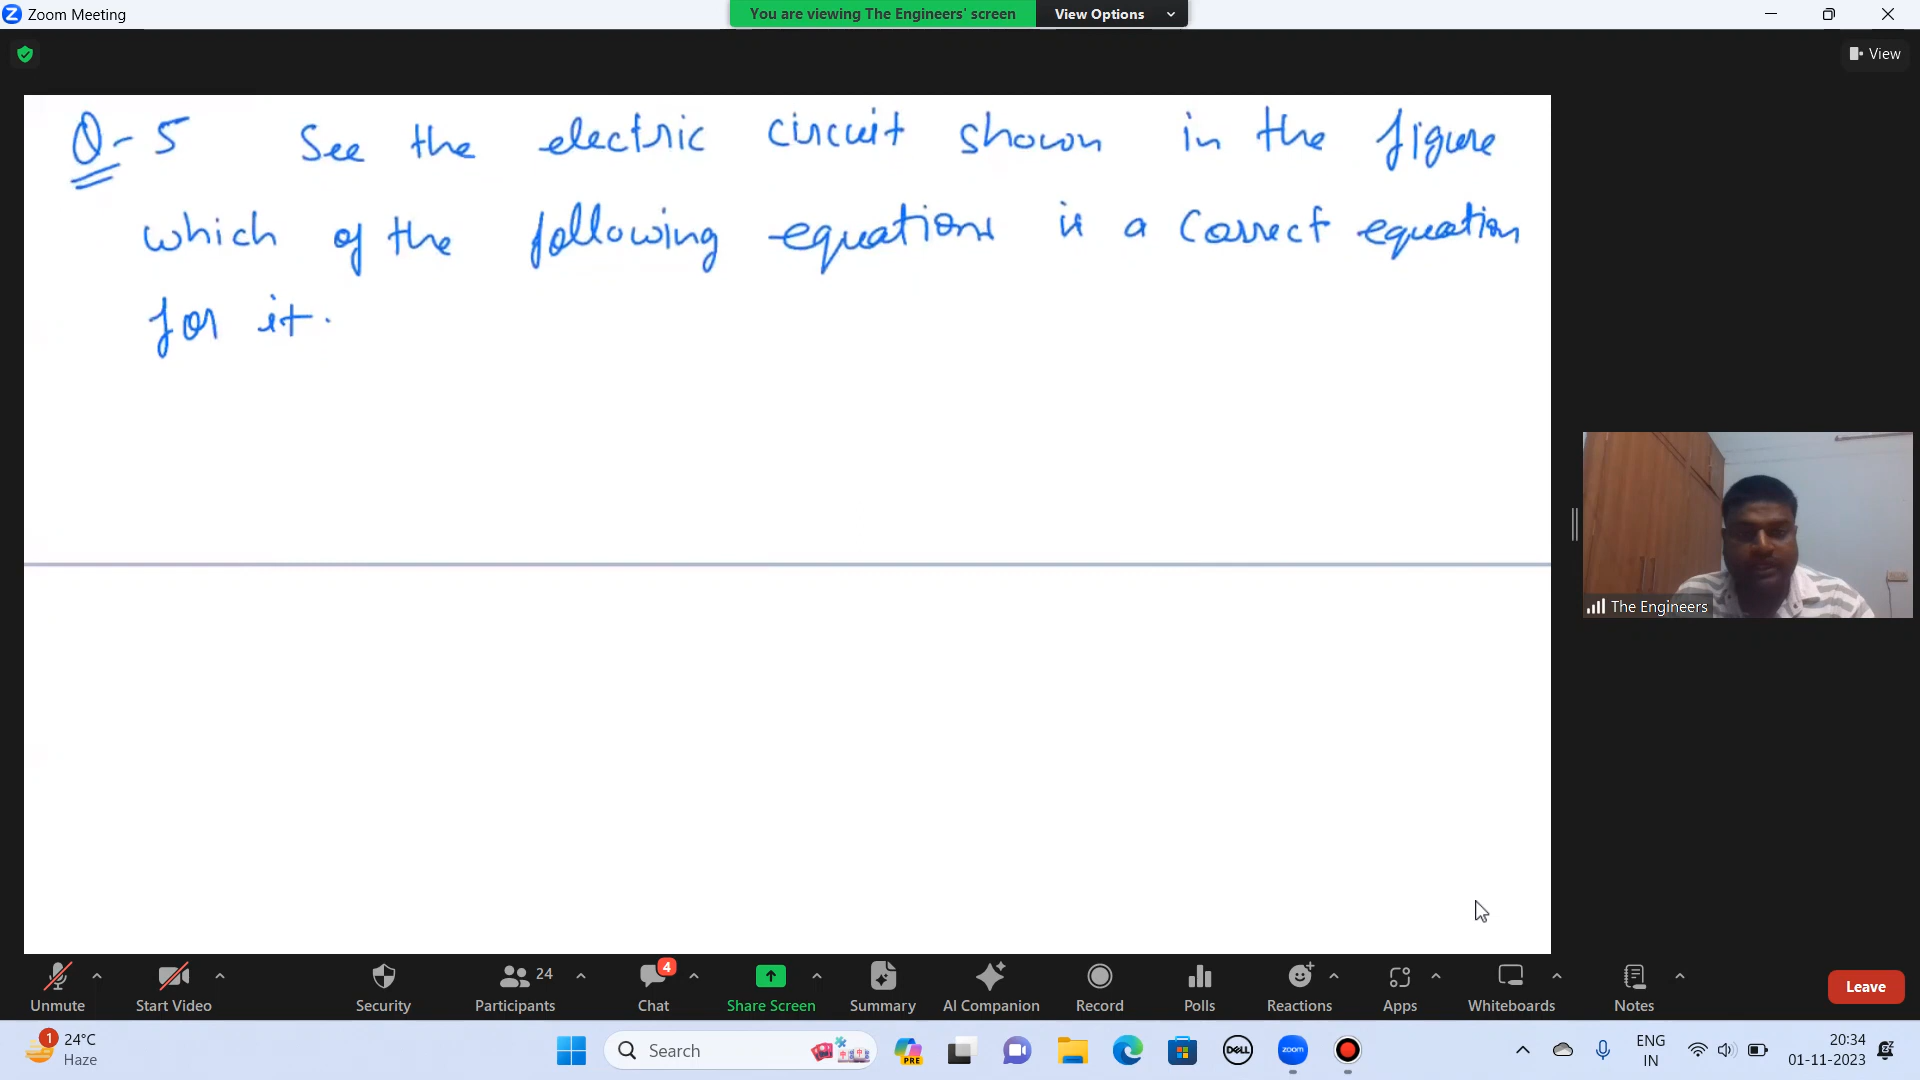 Zoom Meeting
You are viewing The Engineers' screen
View Options
View
Q-5 See the electric circuit shown in the figure
which of the following equations is a correct equation
for it.
The Engineers
24
4
Unmute
Start Video
Security
Participants
Chat
Share Screen
Summary
AI Companion
Record
Polls
Reactions
Apps
Whiteboards
Notes
Leave
1
24°C
Haze
Search
PRE
DELL
zoom
ENG
IN
20:34
01-11-2023